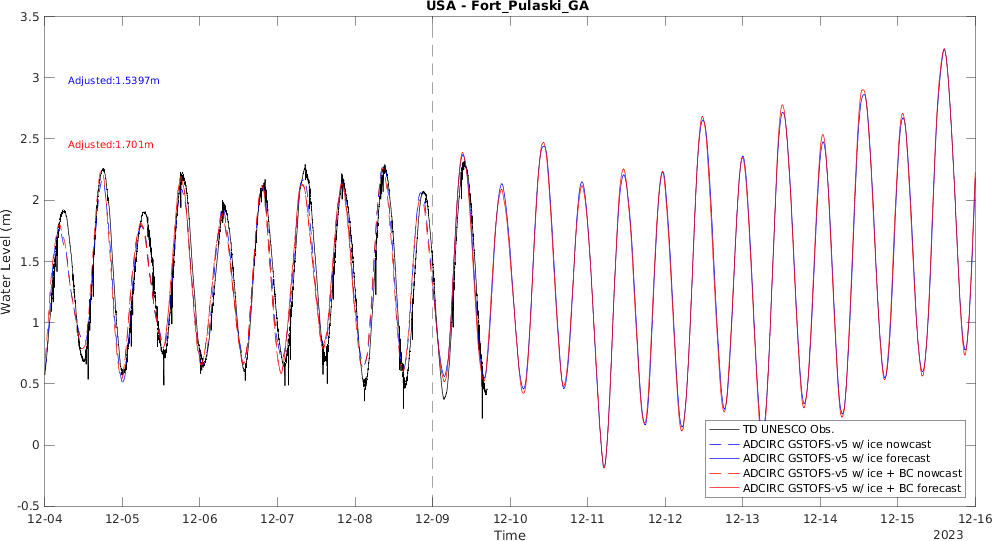 USA - Fort_Pulaski_GA
3.5
3
2.5
2
1.5
1
0.5
0
-0.5
Water Level (m)
Adjusted:1.5397m
Adjusted:1.701m
TD UNESCO Obs.
ADCIRC GSTOFS-v5 w/ ice nowcast
ADCIRC GSTOFS-v5 w/ ice forecast
ADCIRC GSTOFS-v5 w/ ice + BC nowcast
ADCIRC GSTOFS-v5 w/ ice + BC forecast
12-04 12-05 12-06 12-07 12-08 12-09 12-10 12-11 12-12 12-13 12-14 12-15 12-16
Time
2023